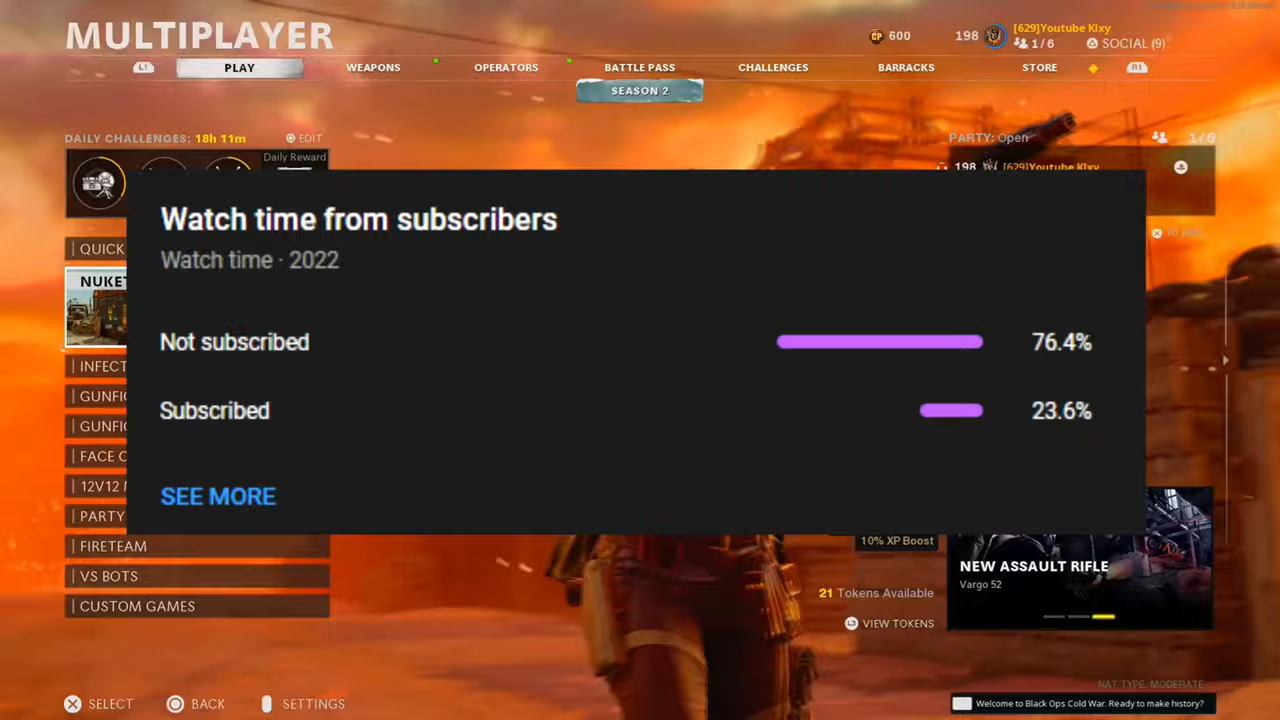 MULTIPLAYER
CP 600
198
[629]Youtube Klxy
1/6
SOCIAL (9)
L1
PLAY
WEAPONS
OPERATORS
BATTLE PASS
CHALLENGES
BARRACKS
STORE
R1
SEASON 2
DAILY CHALLENGES: 18h 11m
EDIT
PARTY: Open
1/6
Daily Reward
198
[629]Youtube Klxy
Watch time from subscribers
Watch time · 2022
QUICK
NUKET
Not subscribed
76.4%
INFECT
GUNFI
Subscribed
23.6%
GUNFI
FACE O
12V12
PARTY
SEE MORE
FIRETEAM
VS BOTS
CUSTOM GAMES
10% XP Boost
21 Tokens Available
L3 VIEW TOKENS
NEW ASSAULT RIFLE
Vargo 52
NAT TYPE: MODERATE
SELECT
BACK
SETTINGS
Welcome to Black Ops Cold War. Ready to make history?